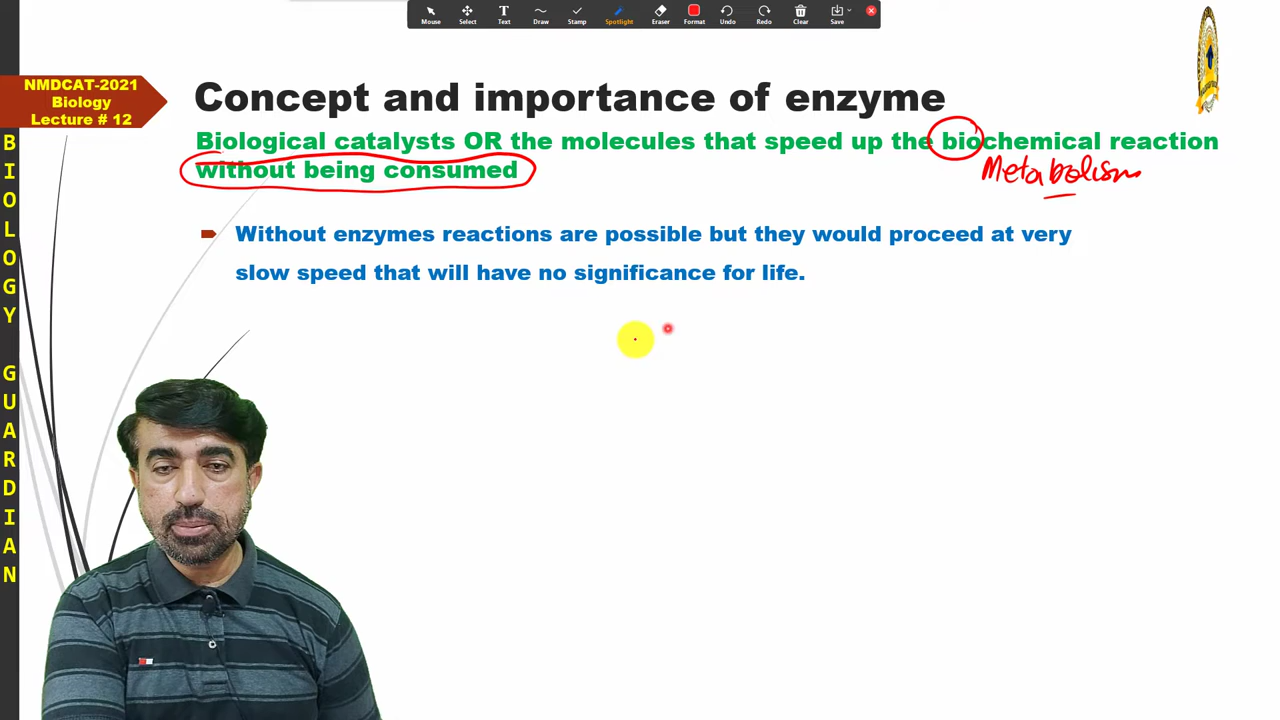 Mouse Select Text Draw Stamp Spotlight Eraser Format Undo Redo Clear Save
NMDCAT-2021
Biology
Lecture # 12
Concept and importance of enzyme
Biological catalysts OR the molecules that speed up the biochemical reaction
without being consumed
Metabolism
Without enzymes reactions are possible but they would proceed at very
slow speed that will have no significance for life.
BIOLOGY GUARDIAN